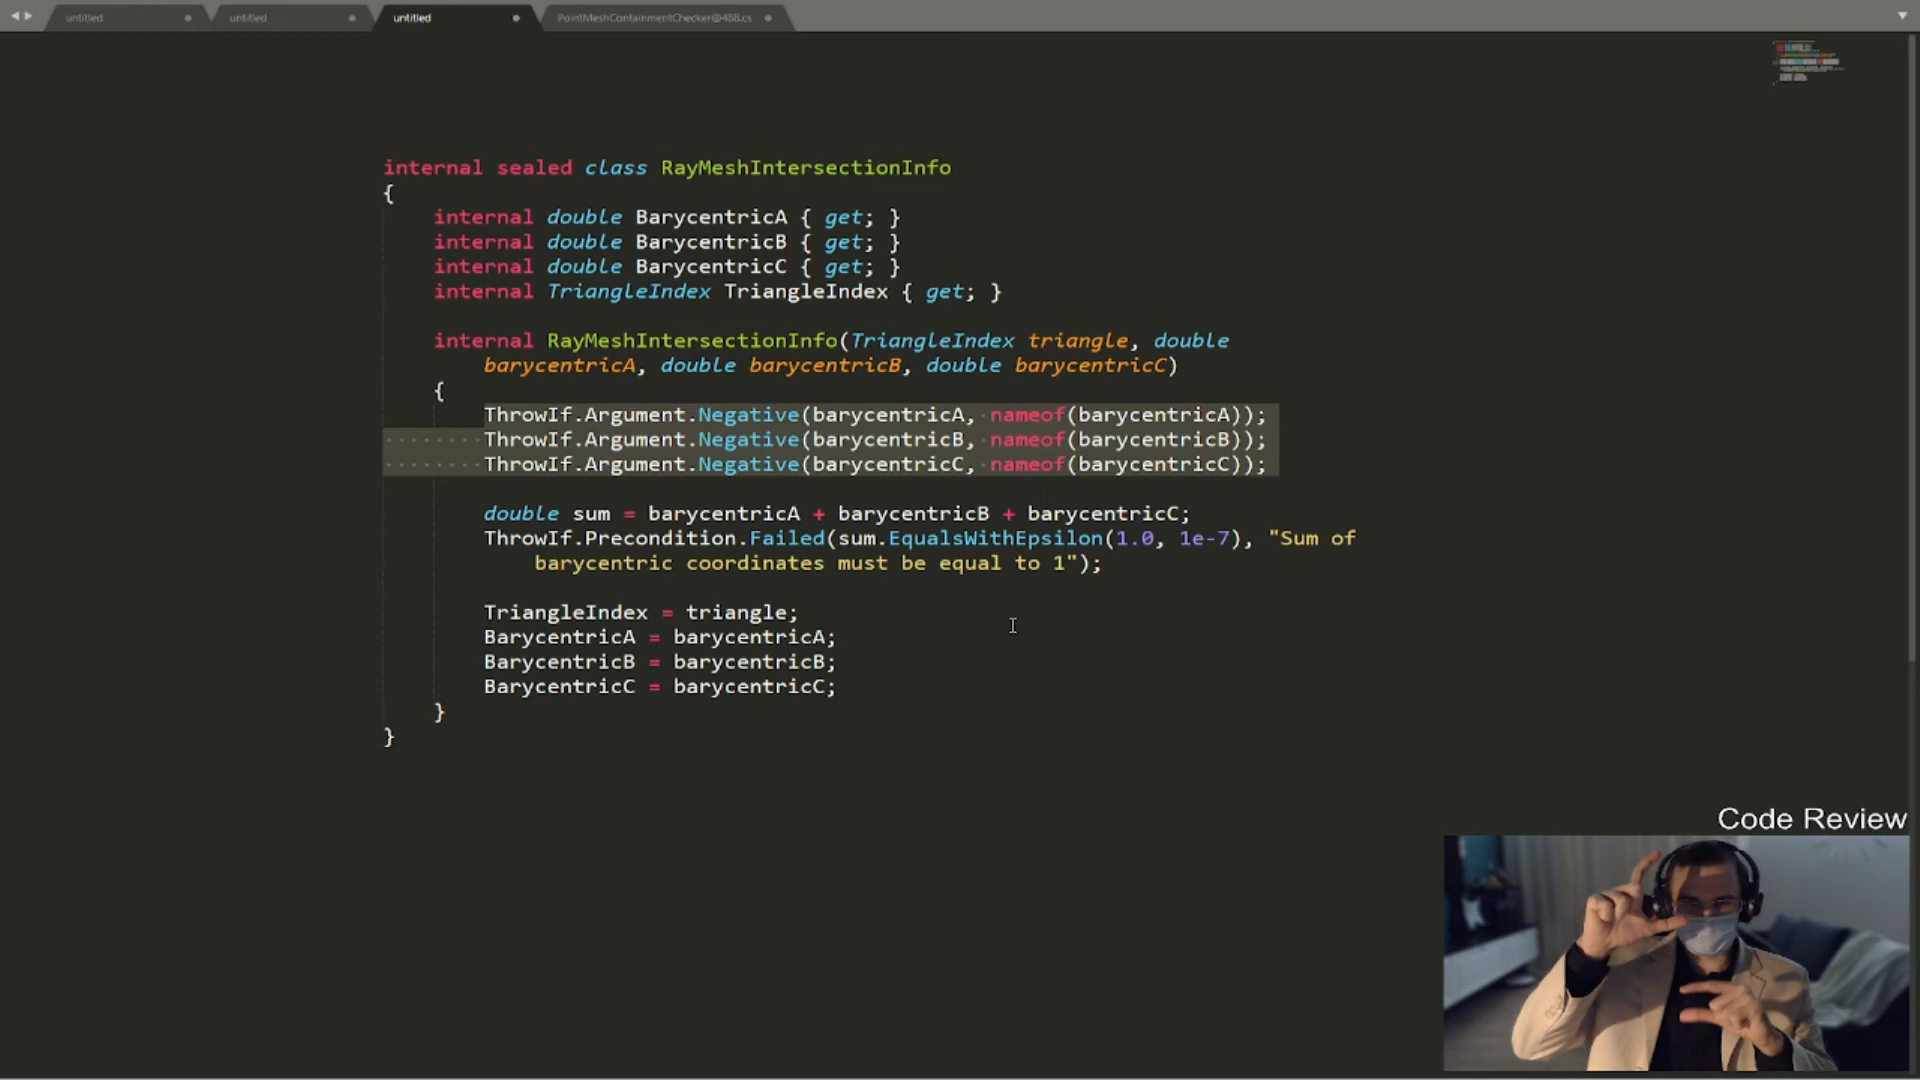 untitled untitled untitled PointMeshContainmentChecker@488.cs
internal sealed class RayMeshIntersectionInfo
{
internal double BarycentricA { get; }
internal double BarycentricB { get; }
internal double BarycentricC { get; }
internal TriangleIndex TriangleIndex { get; }
internal RayMeshIntersectionInfo(TriangleIndex triangle, double
barycentricA, double barycentricB, double barycentricC)
{
ThrowIf.Argument.Negative(barycentricA, nameof(barycentricA));
ThrowIf.Argument.Negative(barycentricB, nameof(barycentricB));
ThrowIf.Argument.Negative(barycentricC, nameof(barycentricC));
double sum = barycentricA + barycentricB + barycentricC;
ThrowIf.Precondition.Failed(sum.EqualsWithEpsilon(1.0, 1e-7), "Sum of
barycentric coordinates must be equal to 1");
TriangleIndex = triangle;
BarycentricA = barycentricA;
BarycentricB = barycentricB;
BarycentricC = barycentricC;
}
}
Code Review